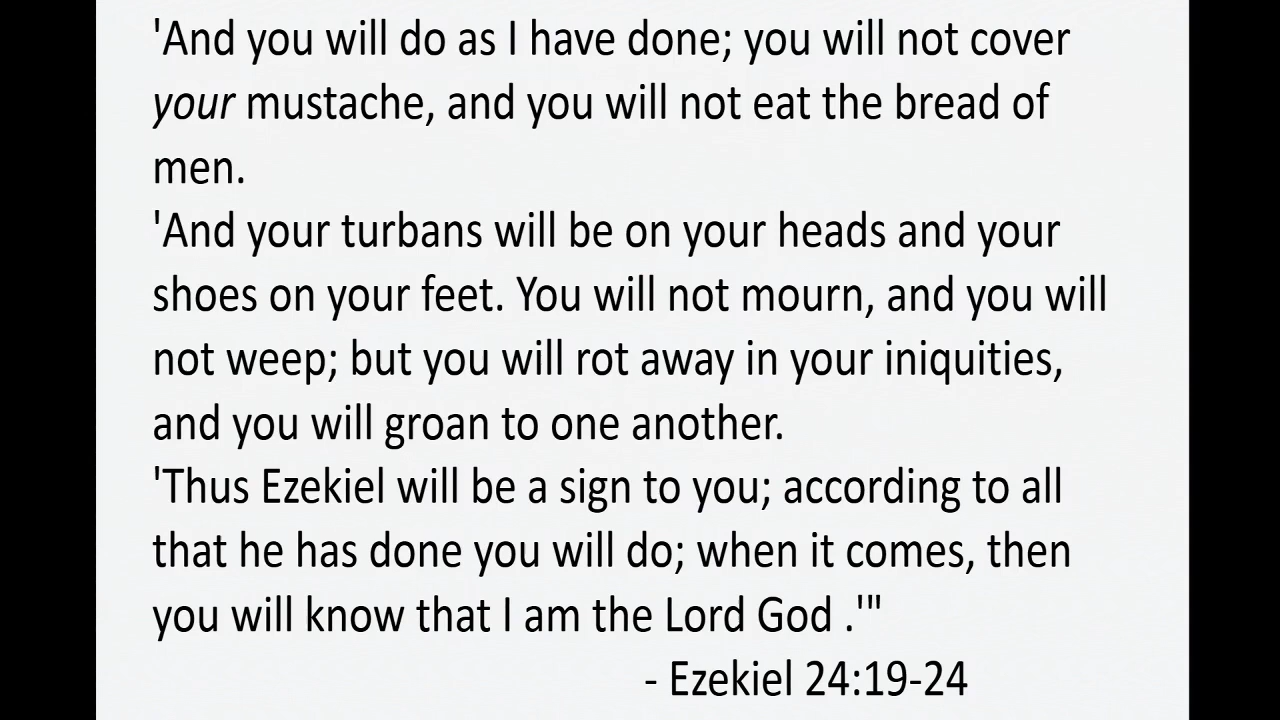 'And you will do as I have done; you will not cover
your mustache, and you will not eat the bread of
men.
'And your turbans will be on your heads and your
shoes on your feet. You will not mourn, and you will
not weep; but you will rot away in your iniquities,
and you will groan to one another.
'Thus Ezekiel will be a sign to you; according to all
that he has done you will do; when it comes, then
you will know that I am the Lord God .'"
- Ezekiel 24:19-24